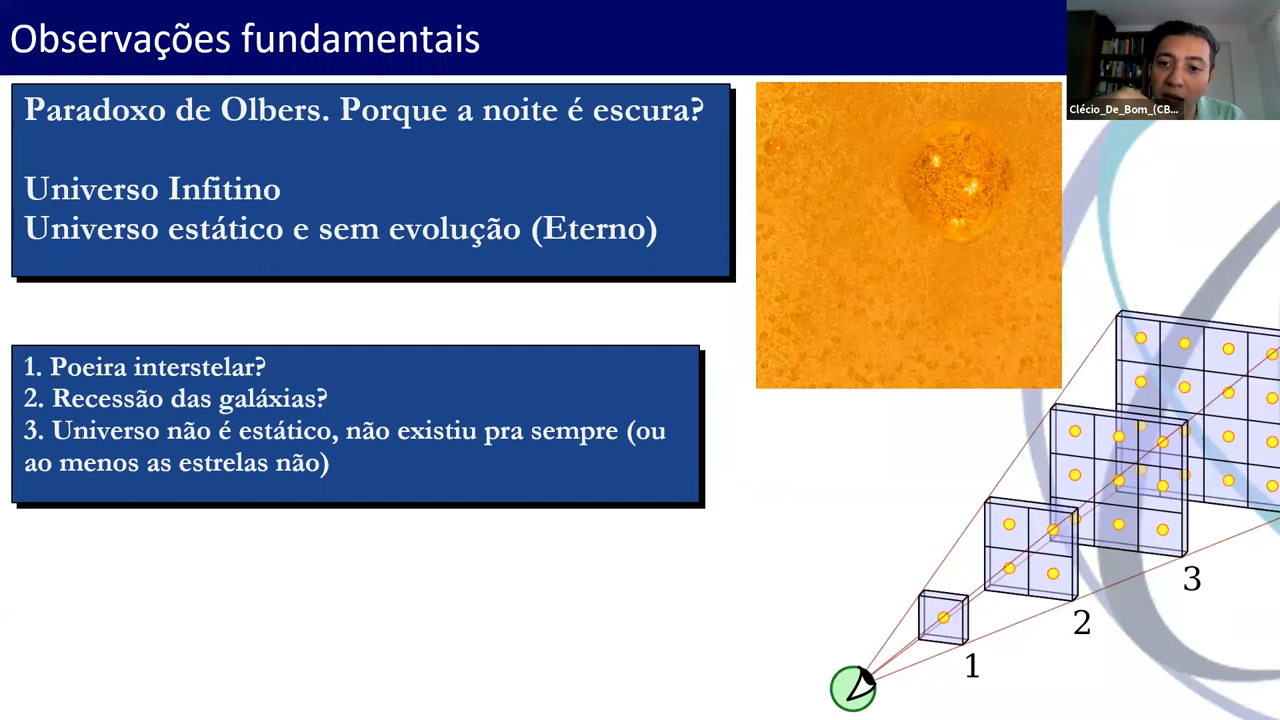 Observações fundamentais
Clécio_De_Bom_(CB...
Paradoxo de Olbers. Porque a noite é escura?
Universo Infitino
Universo estático e sem evolução (Eterno)
1. Poeira interstelar?
2. Recessão das galáxias?
3. Universo não é estático, não existiu pra sempre (ou
ao menos as estrelas não)
3
2
1